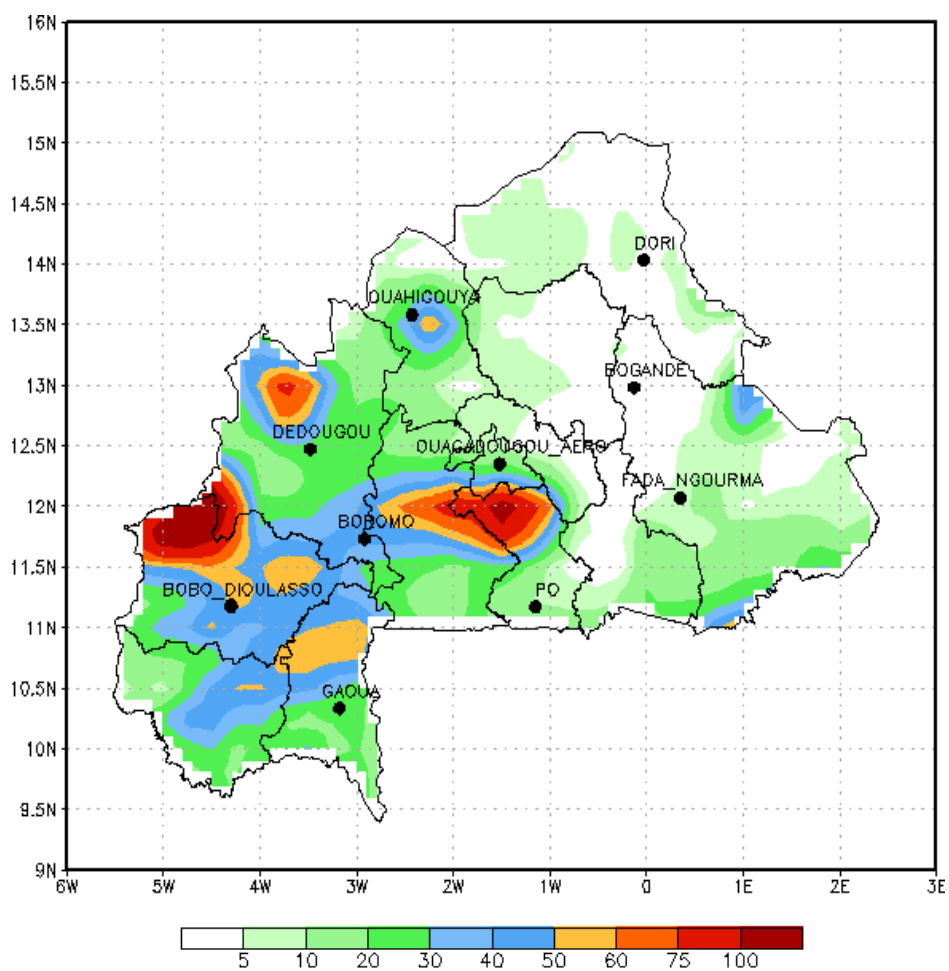 16N
15.5N
15N
14.5N
DORI
14N
OUAHIGOUYA
13.5N
BOGANDE
13N
DEDOUGOU
OUAGADOUGOU_AERO
12.5N
FADA_NGOURMA
12N
BOROMO
11.5N
BOBO_DIOULASSO
PO
11N
GAOUA
10.5N
10N
9.5N
9N
6W 5W 4W 3W 2W 1W 0 1E 2E 3E
5 10 20 30 40 50 60 75 100